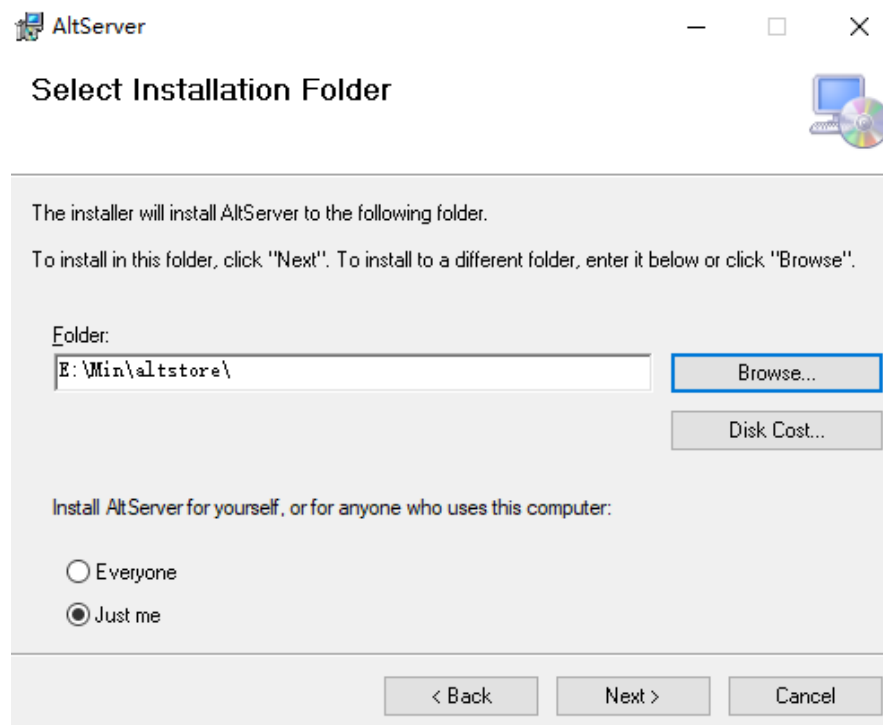 AltServer
Select Installation Folder
The installer will install AltServer to the following folder.
To install in this folder, click "Next". To install to a different folder, enter it below or click "Browse".
Folder:
E:\Min\altstore\
Browse...
Disk Cost...
Install AltServer for yourself, or for anyone who uses this computer:
Everyone
Just me
< Back
Next >
Cancel